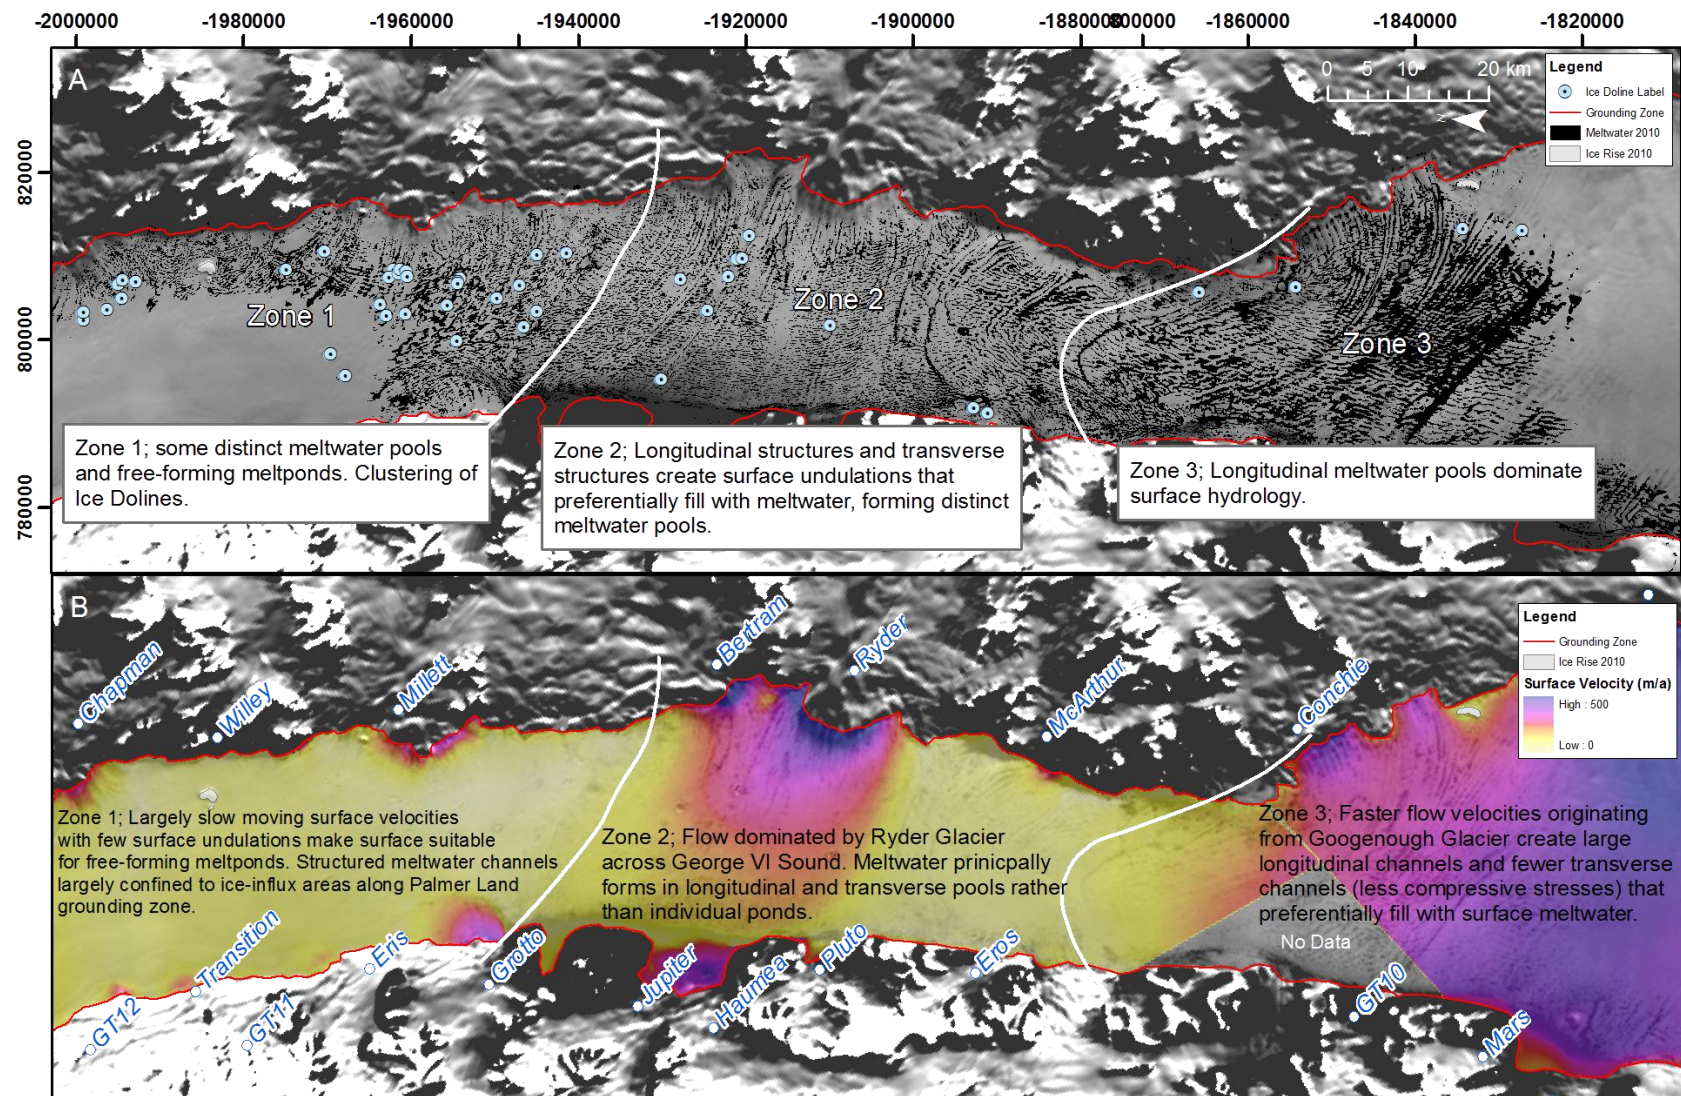 -2000000 -1980000 -1960000 -1940000 -1920000 -1900000 -1880000 -1860000 -1840000 -1820000
820000
800000
780000
A
0 5 10 20 km
Z
Legend
Ice Doline Label
Grounding Zone
Meltwater 2010
Ice Rise 2010
Zone 1
Zone 2
Zone 3
Zone 1; some distinct meltwater pools
and free-forming meltponds. Clustering of
Ice Dolines.
Zone 2; Longitudinal structures and transverse
structures create surface undulations that
preferentially fill with meltwater, forming distinct
meltwater pools.
Zone 3; Longitudinal meltwater pools dominate
surface hydrology.
B
Chapman
Willey
Millett
Bertram
Ryder
McArthur
Conchie
Legend
Grounding Zone
Ice Rise 2010
Surface Velocity (m/a)
High : 500
Low : 0
Zone 1; Largely slow moving surface velocities
with few surface undulations make surface suitable
for free-forming meltponds. Structured meltwater channels
largely confined to ice-influx areas along Palmer Land
grounding zone.
Zone 2; Flow dominated by Ryder Glacier
across George VI Sound. Meltwater prinicpally
forms in longitudinal and transverse pools rather
than individual ponds.
Zone 3; Faster flow velocities originating
from Googenough Glacier create large
longitudinal channels and fewer transverse
channels (less compressive stresses) that
preferentially fill with surface meltwater.
No Data
GT12
Transition
GT11
Eris
Grotto
Jupiter
Haumea
Pluto
Eros
GT10
Mars